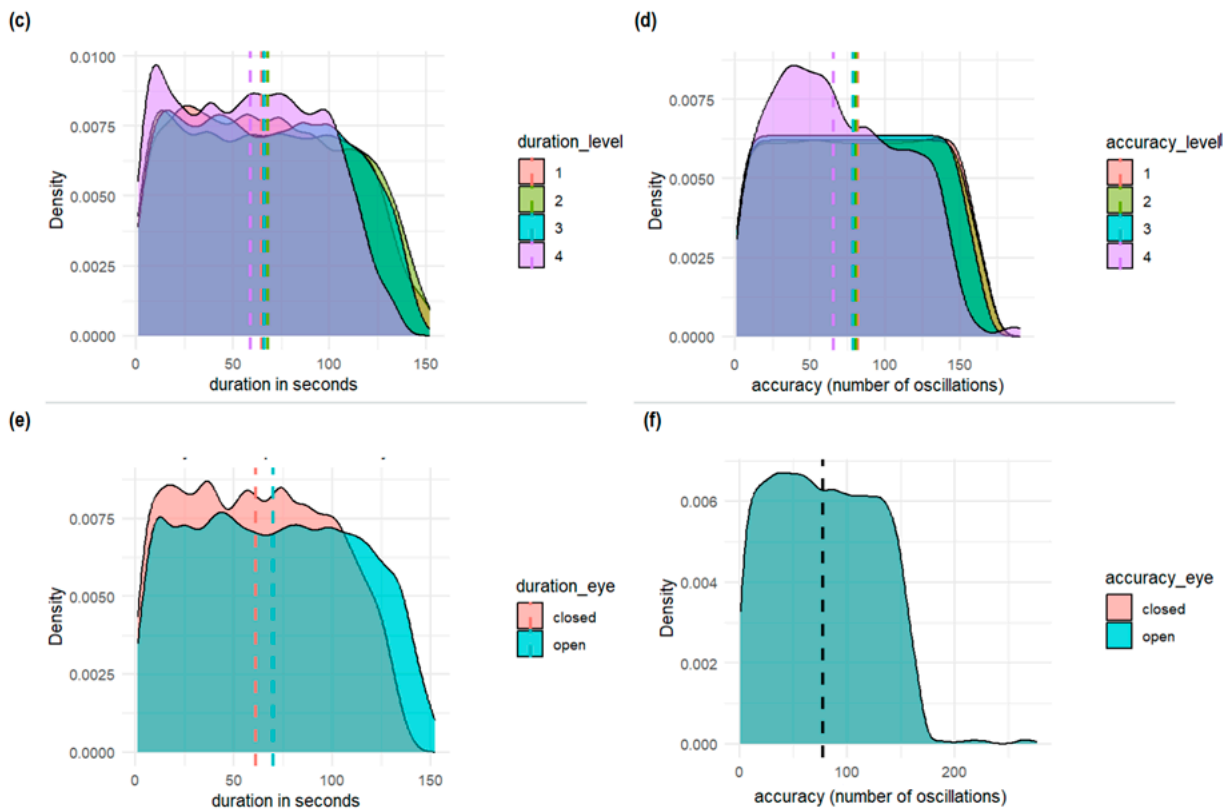 (c)
0.0100
0.0075
0.0050
0.0025
0.0000
Density
0 50 100 150
duration in seconds
duration_level
1
2
3
4
(d)
0.0075
0.0050
0.0025
0.0000
Density
0 50 100 150
accuracy (number of oscillations)
accuracy_level
1
2
3
4
(e)
0.0075
0.0050
0.0025
0.0000
Density
0 50 100 150
duration in seconds
duration_eye
closed
open
(f)
0.006
0.004
0.002
0.000
Density
0 100 200
accuracy (number of oscillations)
accuracy_eye
closed
open